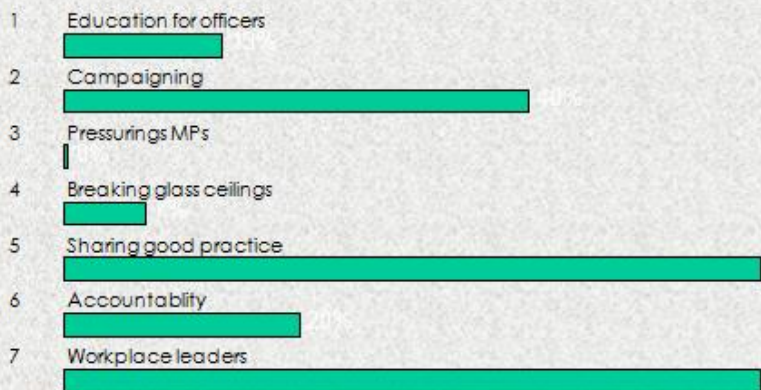 1 Education for officers
2 Campaigning
3 Pressurings MPs
4 Breaking glass ceilings
5 Sharing good practice
6 Accountablity
20%
7 Workplace leaders